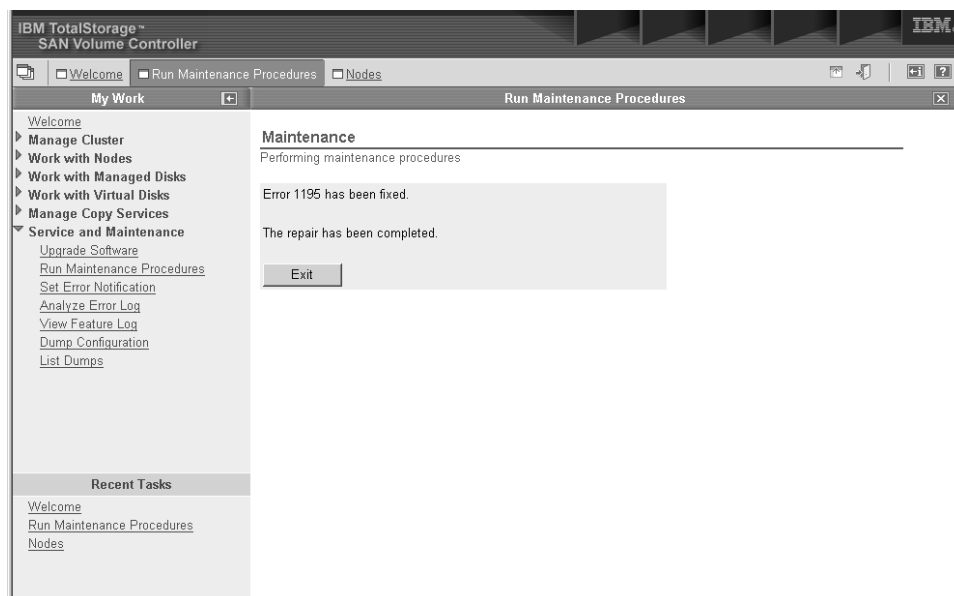 IBM TotalStorage™
SAN Volume Controller
IBM.
Welcome
Run Maintenance Procedures
Nodes
?
My Work
Run Maintenance Procedures
Welcome
Manage Cluster
Work with Nodes
Work with Managed Disks
Work with Virtual Disks
Manage Copy Services
Service and Maintenance
Upgrade Software
Run Maintenance Procedures
Set Error Notification
Analyze Error Log
View Feature Log
Dump Configuration
List Dumps
Maintenance
Performing maintenance procedures
Error 1195 has been fixed.
The repair has been completed.
Exit
Recent Tasks
Welcome
Run Maintenance Procedures
Nodes